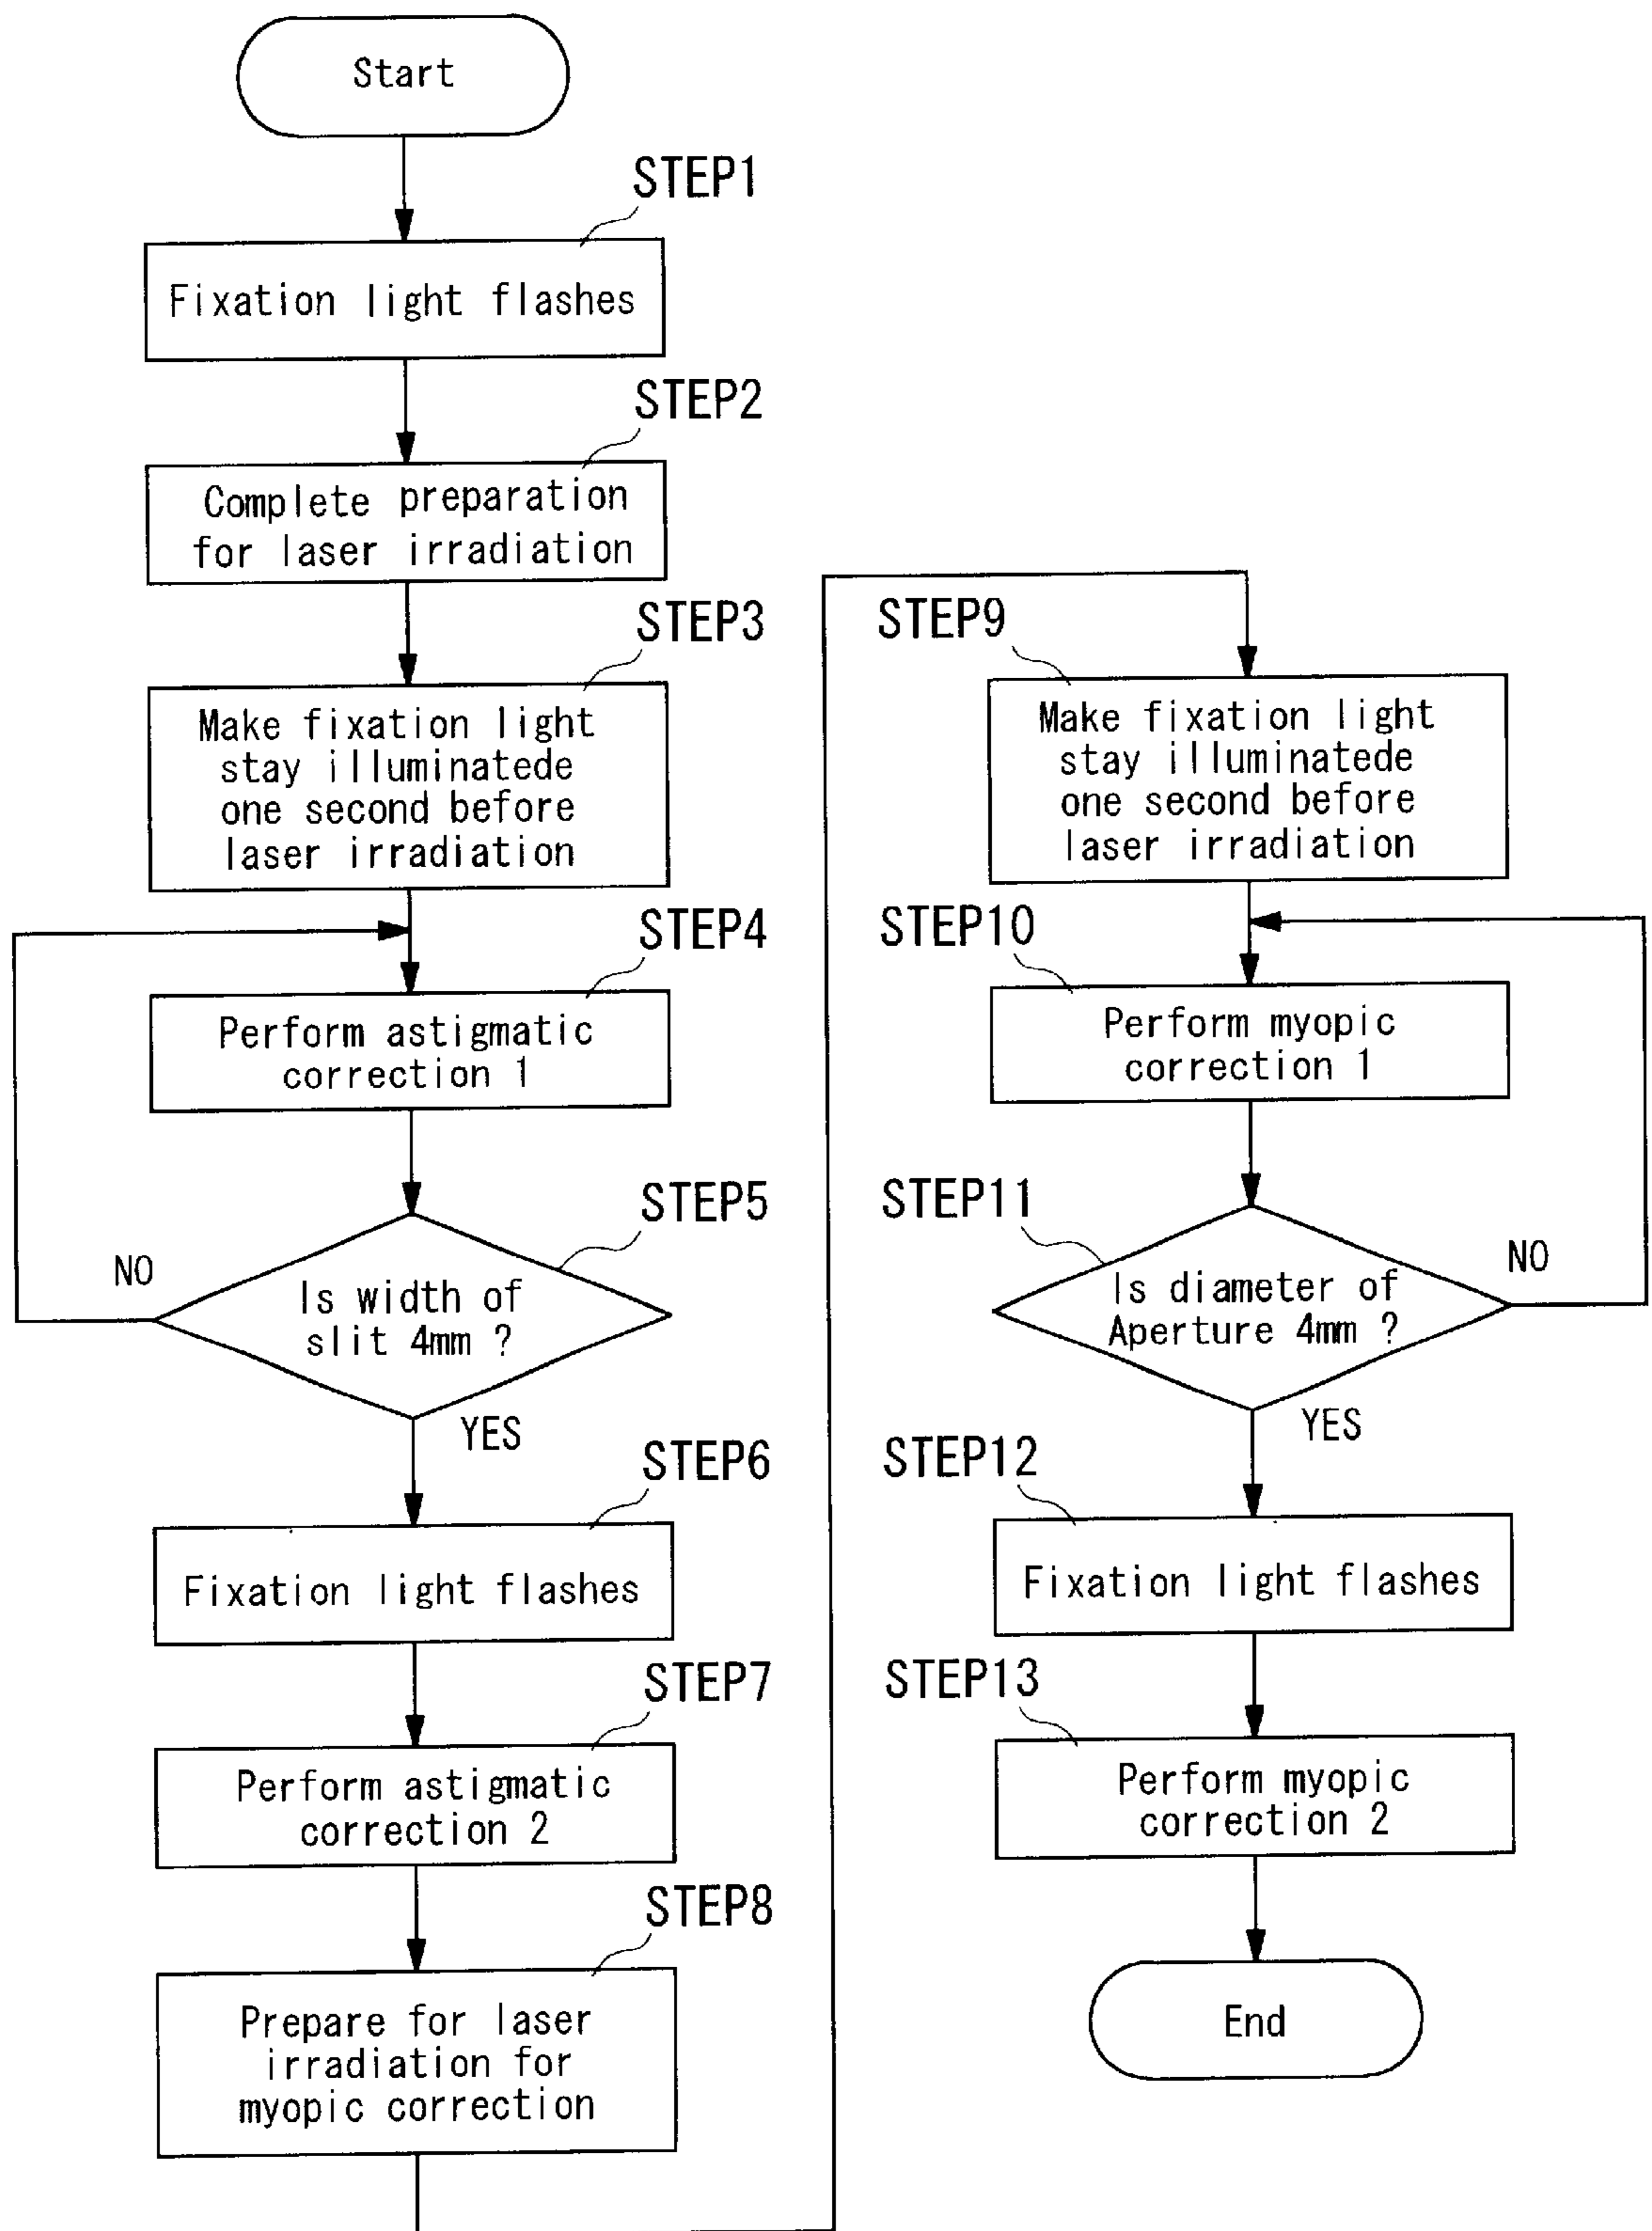 Start
STEP1
Fixation light flashes
STEP2
Complete preparation
for laser irradiation
STEP3
Make fixation light
stay illuminatede
one second before
laser irradiation
STEP4
Perform astigmatic
correction 1
STEP5
NO
Is width of
slit 4mm ?
YES
STEP6
Fixation light flashes
STEP7
Perform astigmatic
correction 2
STEP8
Prepare for laser
irradiation for
myopic correction
STEP9
Make fixation light
stay illuminatede
one second before
laser irradiation
STEP10
Perform myopic
correction 1
STEP11
NO
Is diameter of
Aperture 4mm ?
YES
STEP12
Fixation light flashes
STEP13
Perform myopic
correction 2
End